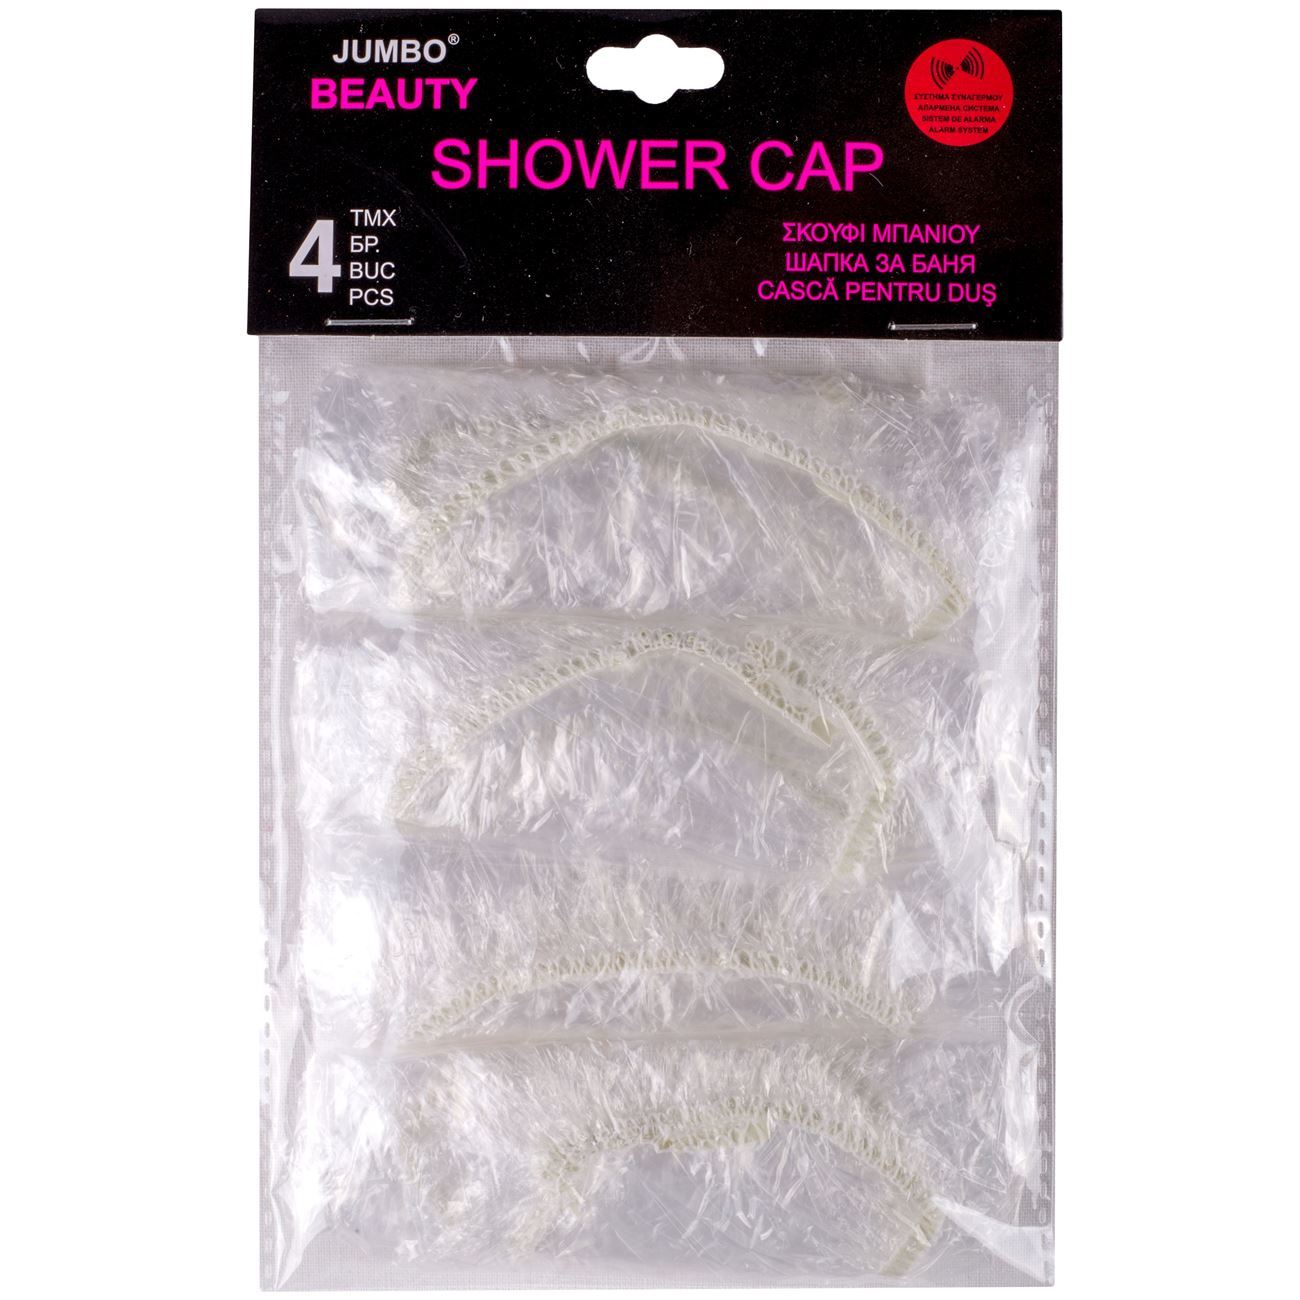 JUMBO®
BEAUTY
ΣΥΣΤΗΜΑ ΣΥΝΑΓΕΡΜΟΥ
АЛАРМЕНА СИСТЕМА
SISTEM DE ALARMA
ALARM SYSTEM
SHOWER CAP
4 ΤΜΧ
БР.
BUC
PCS
ΣΚΟΥΦΙ ΜΠΑΝΙΟΥ
ШАПКА ЗА БАНЯ
CASCĂ PENTRU DUŞ